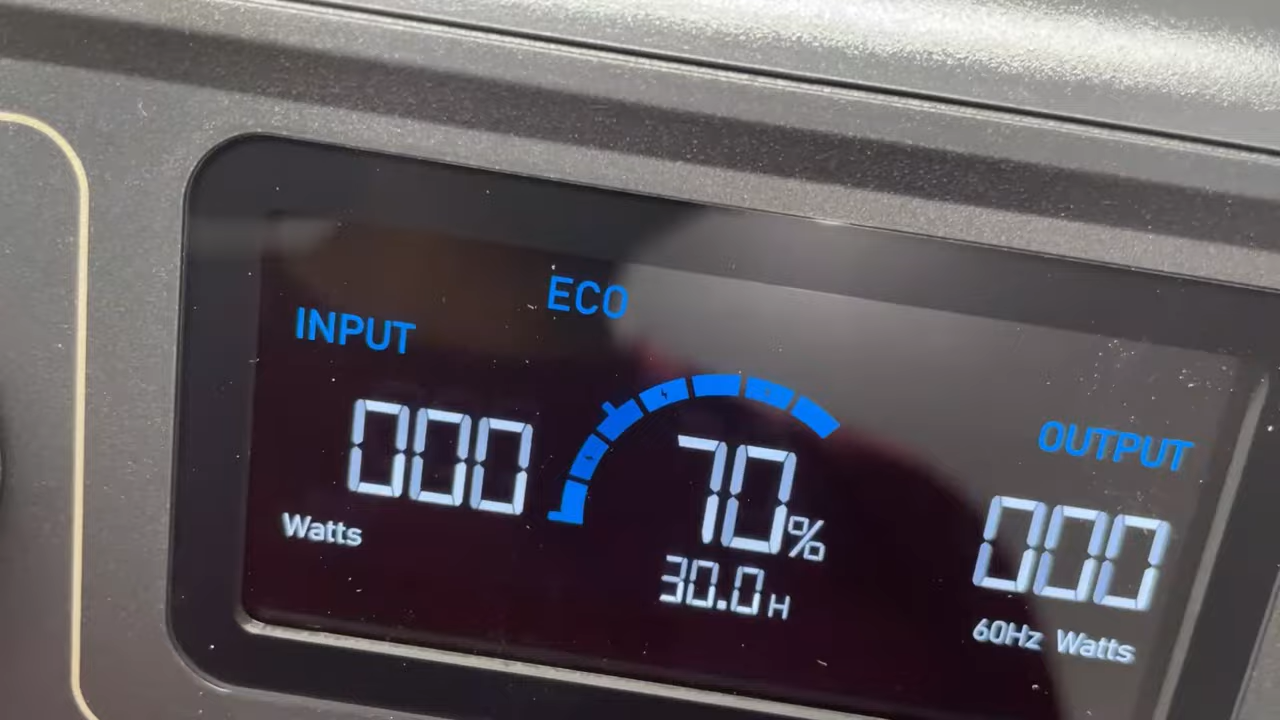 ECO
INPUT
000
Watts
70%
30.0H
OUTPUT
000
60Hz Watts